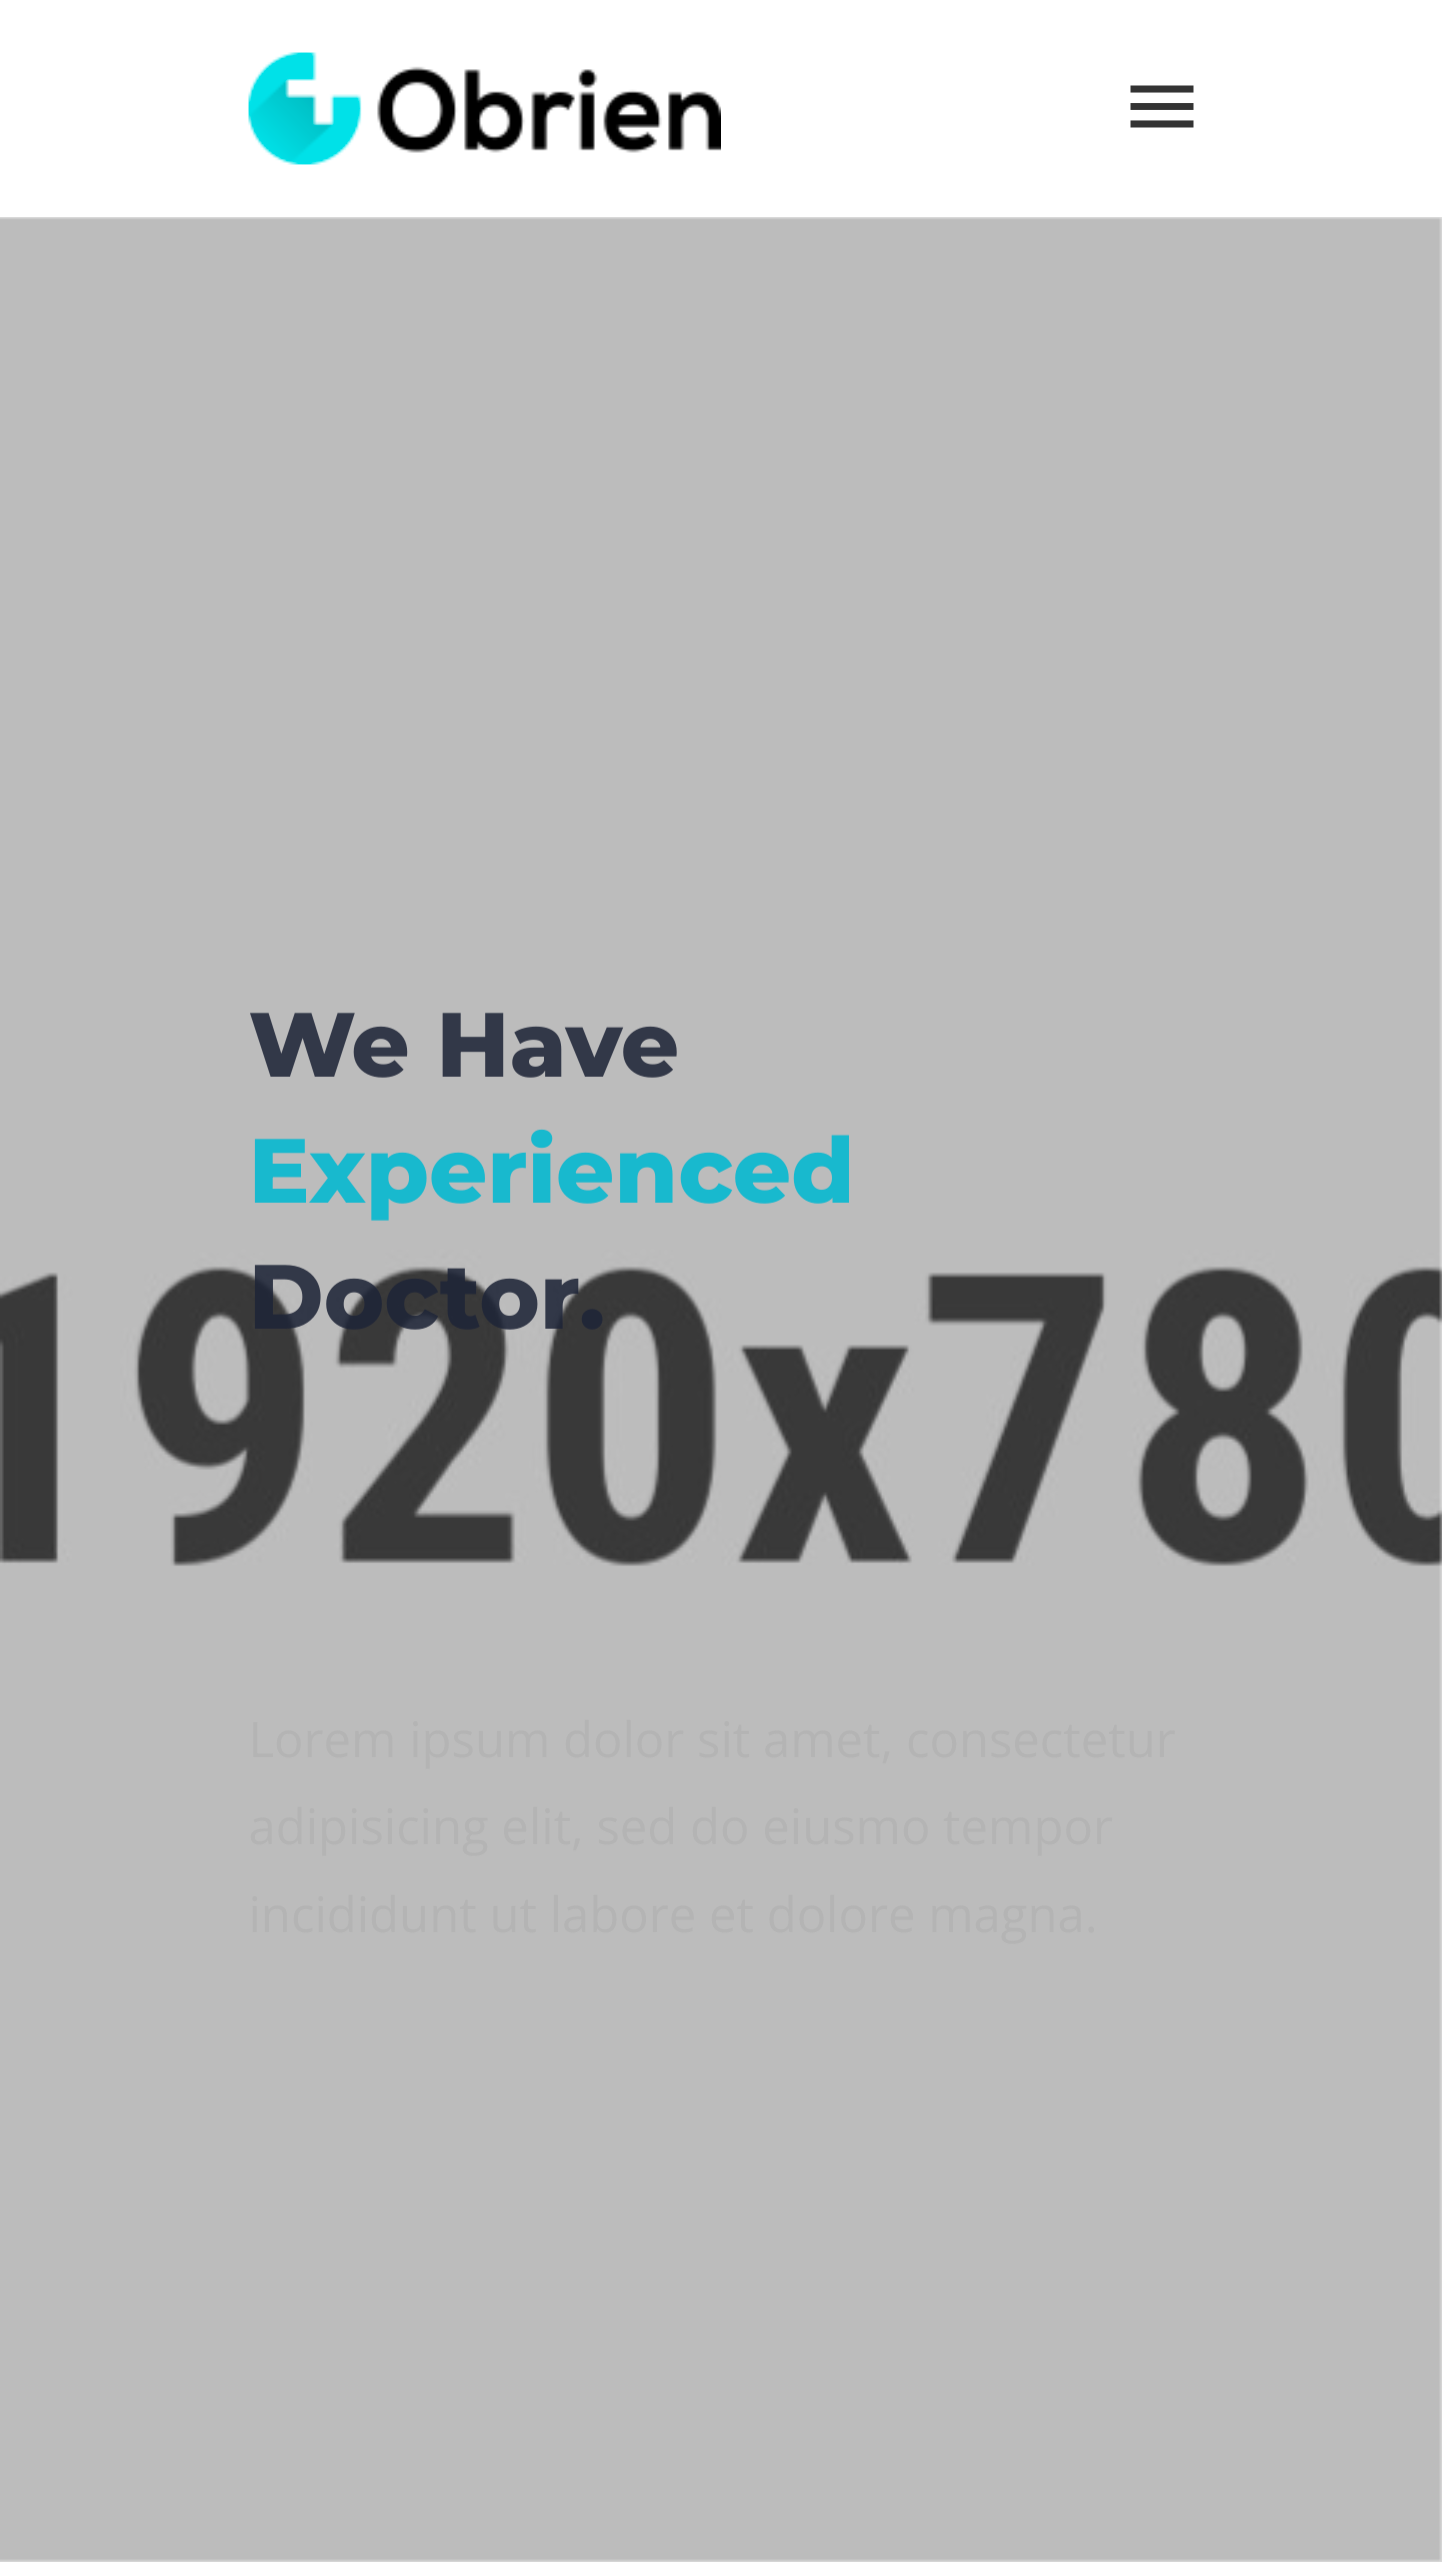 Obrien
We Have
Experienced
Doctor.
1920x780
Lorem ipsum dolor sit amet, consectetur
adipisicing elit, sed do eiusmo tempor
incididunt ut labore et dolore magna.